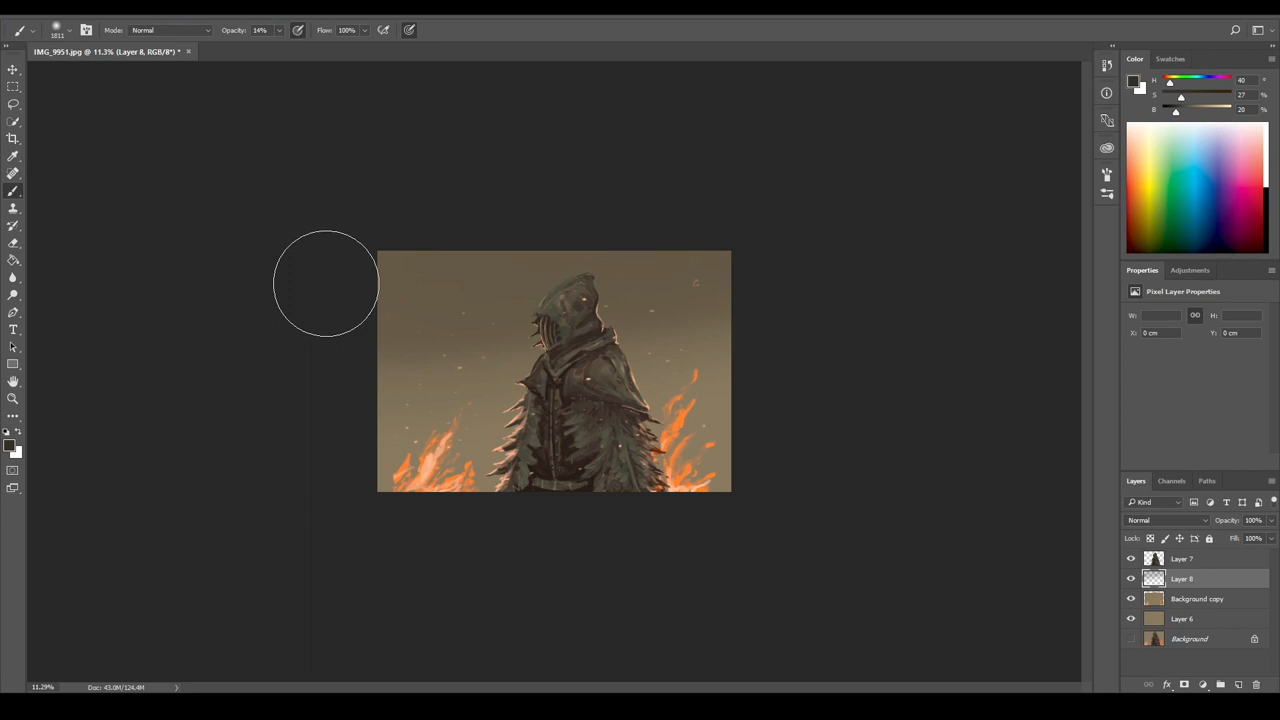 1811 Mode: Normal Opacity: 14% Flow: 100%
IMG_9951.jpg @ 11.3% (Layer 8, RGB/8*) * ×
Color Swatches
H 40 °
S 27 %
B 20 %
Properties Adjustments
Pixel Layer Properties
W: H:
X: 0 cm Y: 0 cm
Layers Channels Paths
Kind
Normal Opacity: 100%
Lock: Fill: 100%
Layer 7
Layer 8
Background copy
Layer 6
Background
11.29% Doc: 43.0M/124.4M